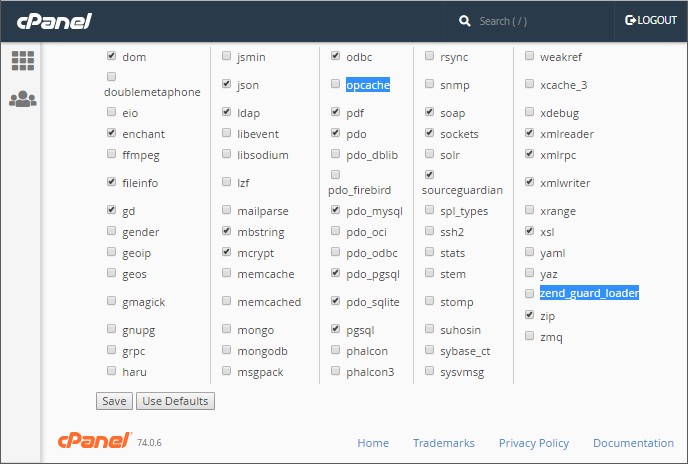 cPanel
Search ( / )
LOGOUT
dom
doublemetaphone
eio
enchant
ffmpeg
fileinfo
gd
gender
geoip
geos
gmagick
gnupg
grpc
haru
jsmin
json
ldap
libevent
libsodium
lzf
mailparse
mbstring
mcrypt
memcache
memcached
mongo
mongodb
msgpack
odbc
opcache
pdf
pdo
pdo_dblib
pdo_firebird
pdo_mysql
pdo_oci
pdo_odbc
pdo_pgsql
pdo_sqlite
pgsql
phalcon
phalcon3
rsync
snmp
soap
sockets
solr
sourceguardian
spl_types
ssh2
stats
stem
stomp
suhosin
sybase_ct
sysvmsg
weakref
xcache_3
xdebug
xmlreader
xmlrpc
xmlwriter
xrange
xsl
yaml
yaz
zend_guard_loader
zip
zmq
Save Use Defaults
cPanel 74.0.6 Home Trademarks Privacy Policy Documentation